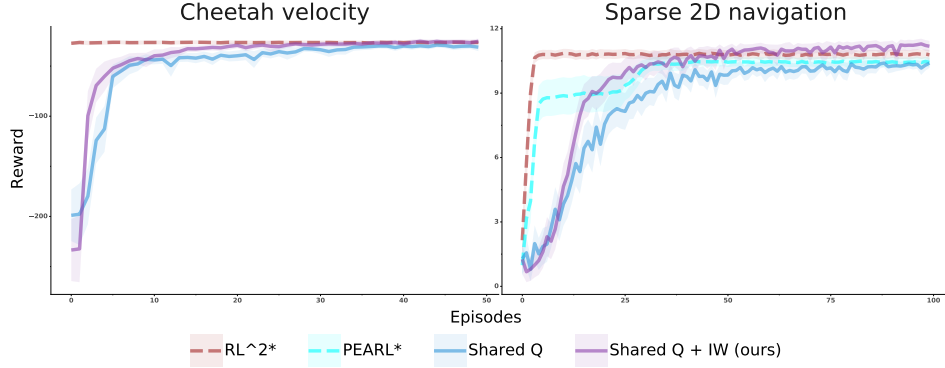 Cheetah velocity
Sparse 2D navigation
Reward
−100
−200
0
10
20
30
40
50
12
9
6
3
0
0
25
50
75
100
Episodes
RL^2*
PEARL*
Shared Q
Shared Q + IW (ours)